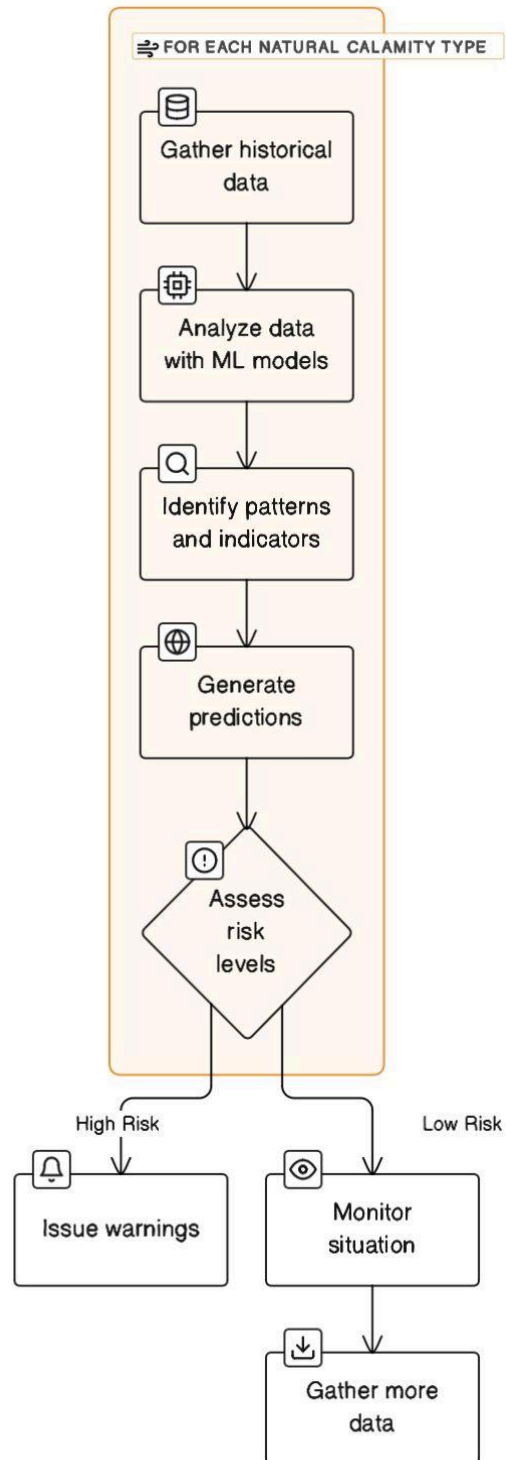 FOR EACH NATURAL CALAMITY TYPE
Gather historical
data
Analyze data
with ML models
Identify patterns
and indicators
Generate
predictions
Assess
risk
levels
High Risk
Low Risk
Issue warnings
Monitor
situation
Gather more
data